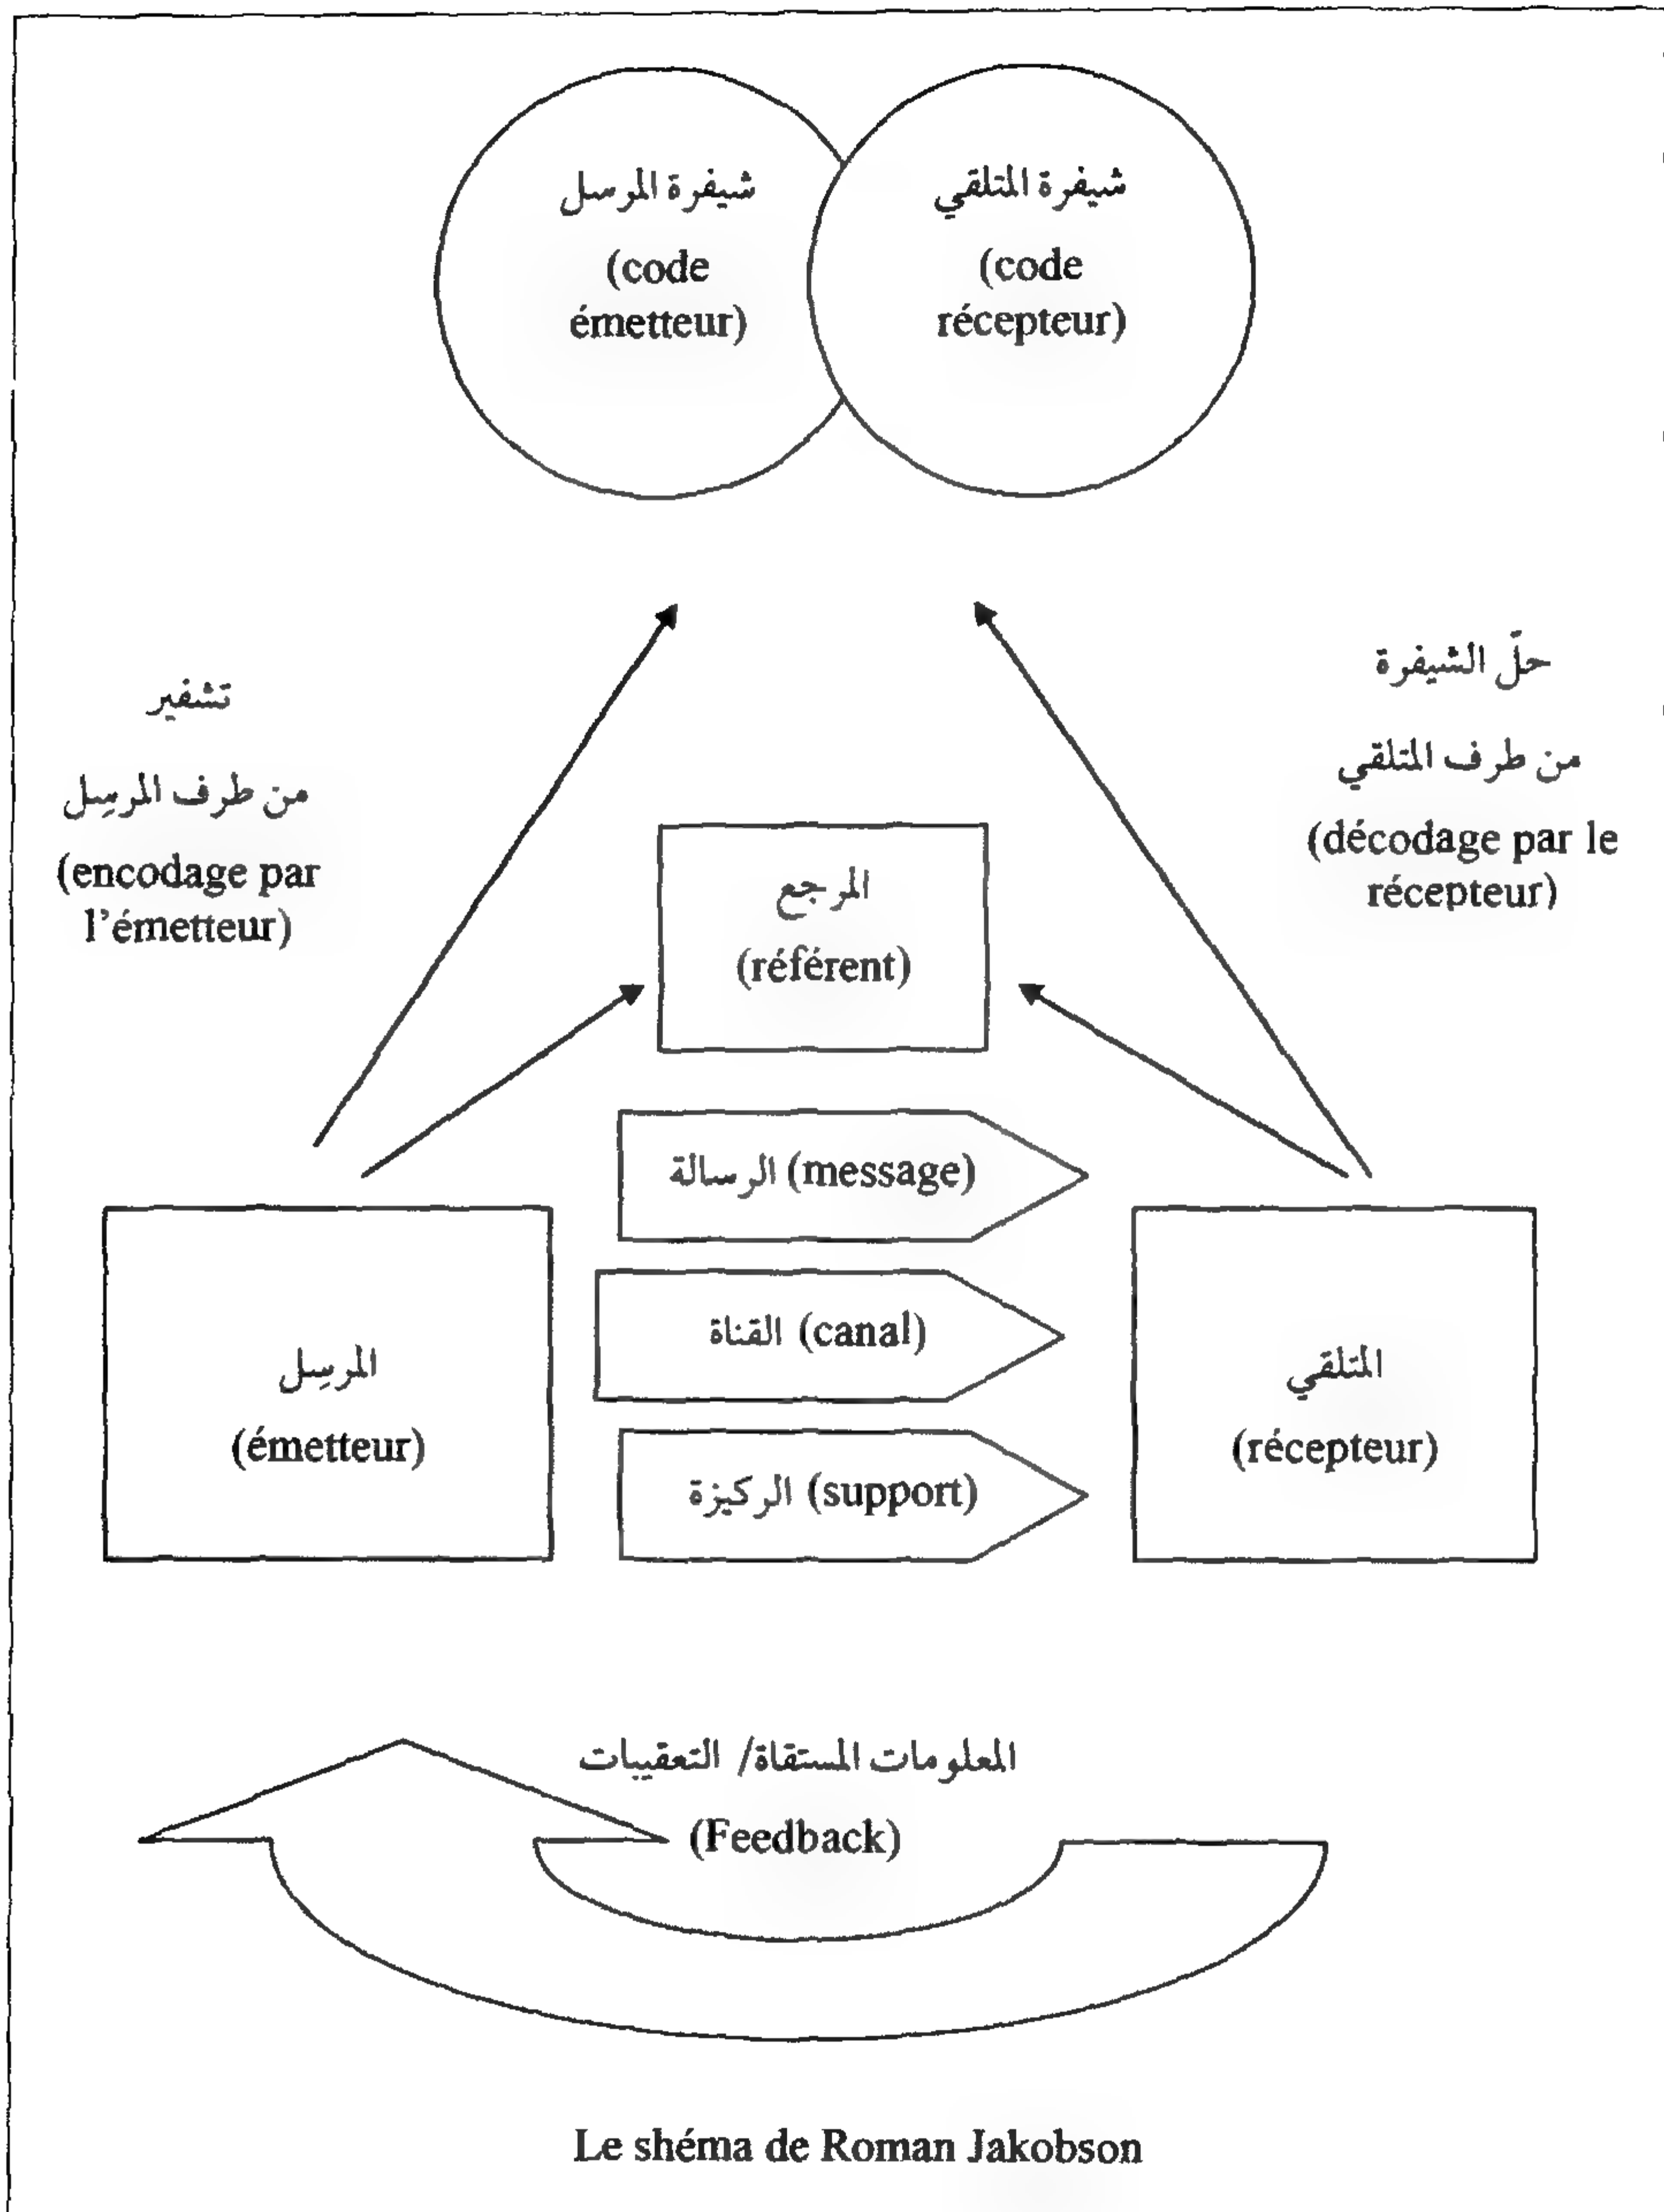 شيفرة المرسل
(code
émetteur)
شيفرة المتلقي
(code
récepteur)
تشفير
من طرف المرسِل
(encodage par
l'émetteur)
حلّ الشيفرة
من طرف المتلقي
(décodage par le
récepteur)
المرجع
(référent)
الرسالة (message)
القناة (canal)
الركيزة (support)
المرسِل
(émetteur)
المتلقي
(récepteur)
المعلومات المستقاة/ التعقيبات
(Feedback)
Le shéma de Roman Jakobson